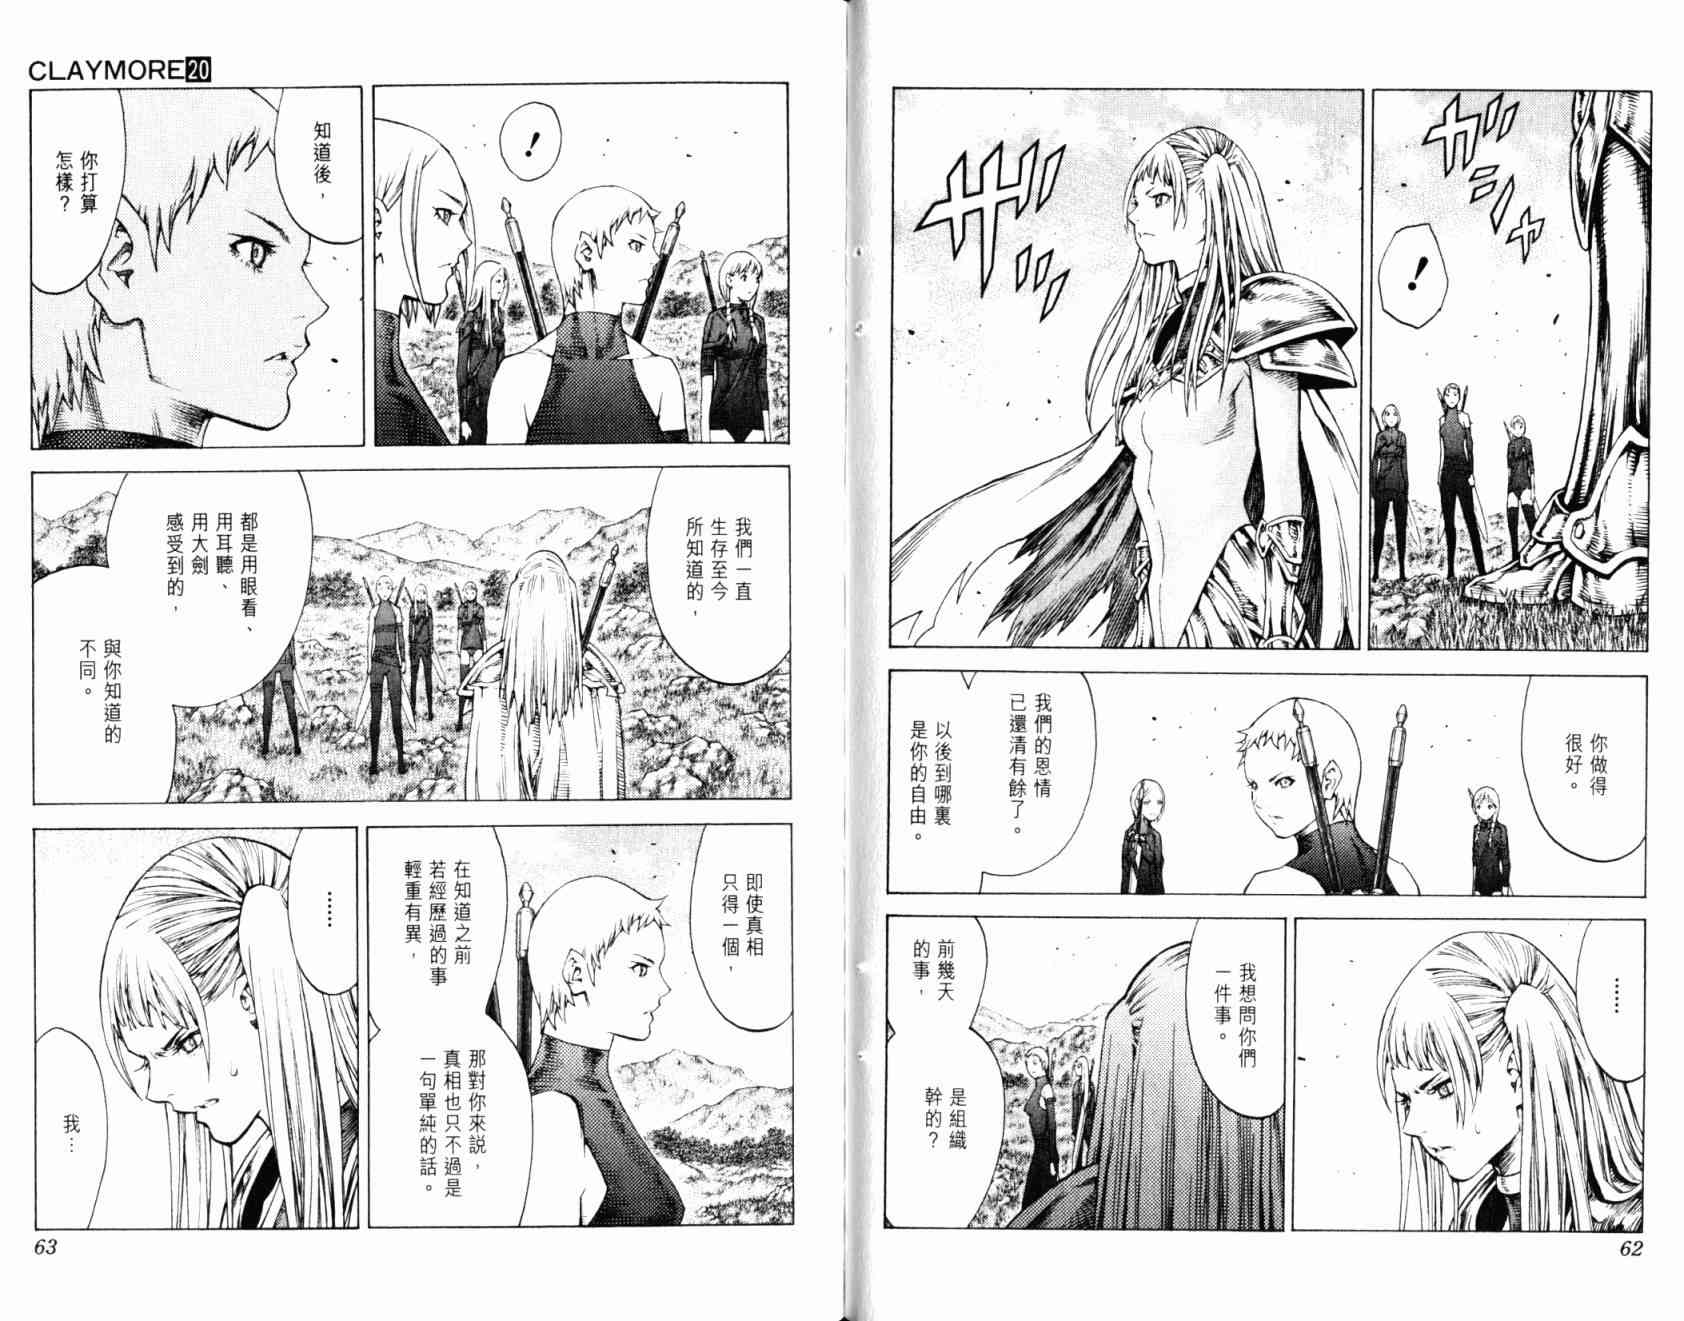 CLAYMORE 20
ガッ
シャ
ザッ
ザッ
！
你做得
很好。
我們的恩情
已還清有餘了。
以後到哪裏
是你的自由。
……
我想問你們
一件事。
前幾天
的事，
是組織
幹的？
62
！
知道後，
你打算
怎樣？
我們一直
生存至今
所知道的，
都是用眼看、
用耳聽、
用大劍
感受到的，
與你知道的
不同。
即使真相
只得一個，
在知道之前
若經歷過的事
輕重有異，
那對你來說，
真相也只不過是
一句單純的話。
……
我…
63